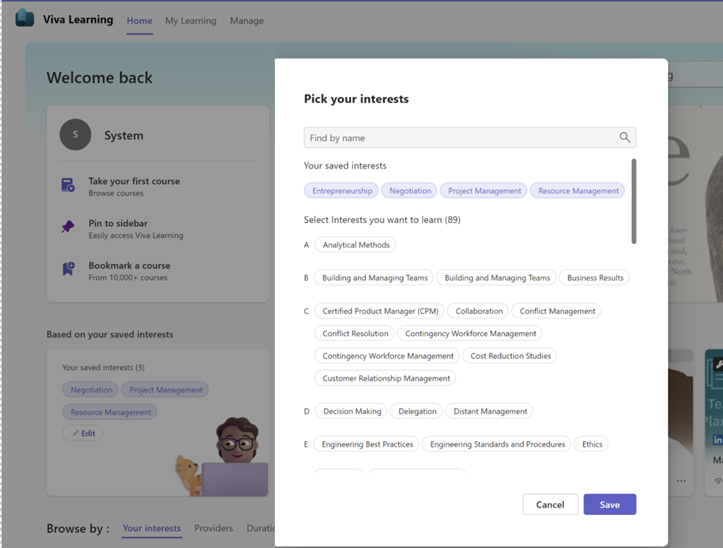 Viva Learning Home My Learning Manage
Welcome back
S System
Take your first course
Browse courses
Pin to sidebar
Easily access Viva Learning
Bookmark a course
From 10,000+ courses
Based on your saved interests
Your saved interests (3)
Negotiation Project Management
Resource Management
Edit
Browse by : Your interests Providers
Pick your interests
Find by name
Your saved interests
Entrepreneurship Negotiation Project Management Resource Management
Select Interests you want to learn (89)
A Analytical Methods
B Building and Managing Teams Building and Managing Teams Business Results
C Certified Product Manager (CPM) Collaboration Conflict Management
Conflict Resolution Contingency Workforce Management
Contingency Workforce Management Cost Reduction Studies
Customer Relationship Management
D Decision Making Delegation Distant Management
E Engineering Best Practices Engineering Standards and Procedures Ethics
Cancel Save
North
in